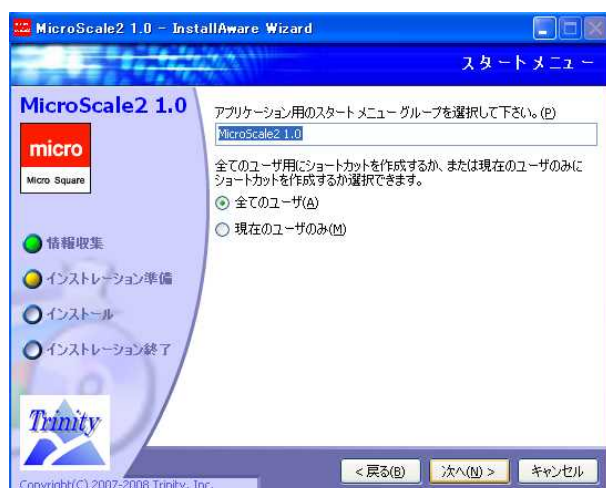 MicroScale2 1.0 - InstallAware Wizard
スタートメニュー
MicroScale2 1.0
micro
Micro Square
アプリケーション用のスタート メニュー グループを選択して下さい。(P)
MicroScale2 1.0
全てのユーザ用にショートカットを作成するか、または現在のユーザのみに
ショートカットを作成するか選択できます。
全てのユーザ(A)
現在のユーザのみ(M)
情報収集
インストレーション準備
インストール
インストレーション終了
Trinity
Copyright(C) 2007-2008 Trinity, Inc.
< 戻る(B)
次へ(N) >
キャンセル